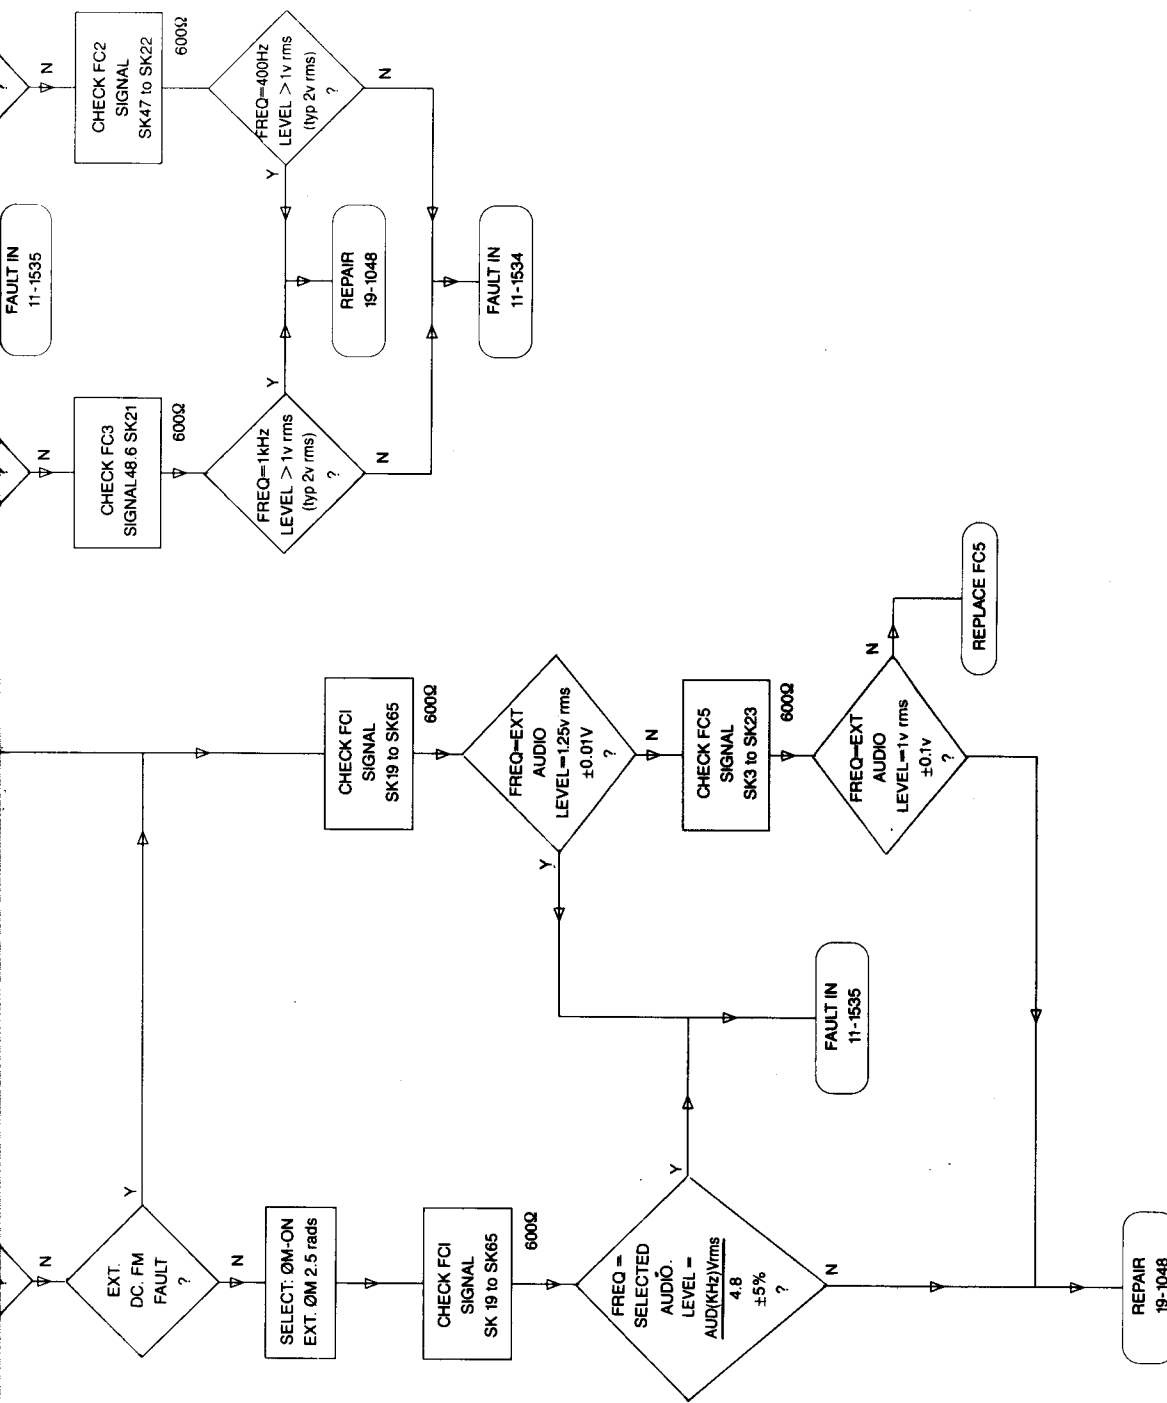 ?
N
CHECK FC2
SIGNAL
SK47 to SK22
600Ω
FREQ=400Hz
LEVEL > 1v rms
(typ 2v rms)
?
Y
N
FAULT IN
11-1535
REPAIR
19-1048
FAULT IN
11-1534
?
N
CHECK FC3
SIGNAL48.6 SK21
600Ω
FREQ=1kHz
LEVEL > 1v rms
(typ 2v rms)
?
Y
N
CHECK FCI
SIGNAL
SK19 to SK65
600Ω
FREQ=EXT
AUDIO
LEVEL=1.25v rms
±0.01V
?
Y
N
CHECK FC5
SIGNAL
SK3 to SK23
600Ω
FREQ=EXT
AUDIO
LEVEL=1v rms
±0.1v
?
N
REPLACE FC5
FAULT IN
11-1535
N
EXT.
DC. FM
FAULT
?
Y
N
SELECT: ØM-ON
EXT. ØM 2.5 rads
CHECK FCI
SIGNAL
SK 19 to SK65
600Ω
FREQ =
SELECTED
AUDIO.
LEVEL =
AUD(KHz)Vrms
4.8
±5%
?
Y
N
REPAIR
19-1048